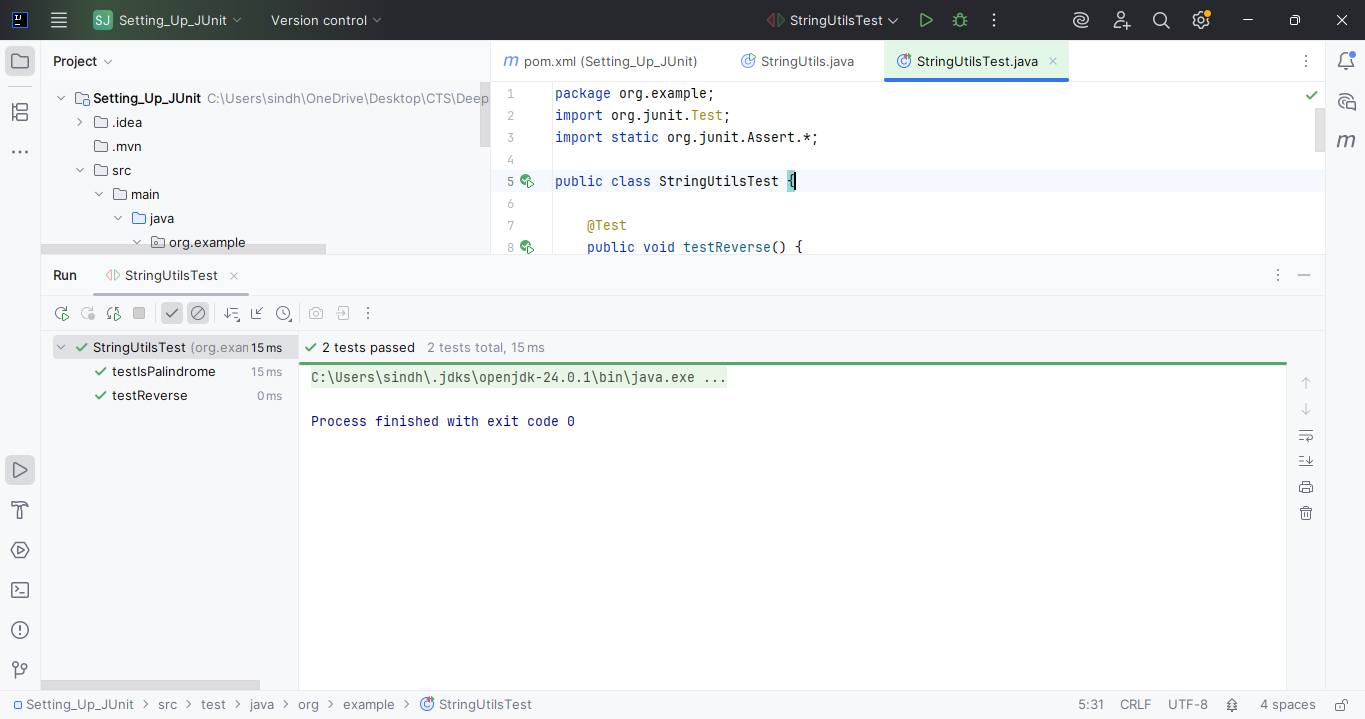 SJ Setting_Up_JUnit Version control StringUtilsTest
Project
Setting_Up_JUnit C:\Users\sindh\OneDrive\Desktop\CTS\Deep
.idea
.mvn
src
main
java
org.example
m pom.xml (Setting_Up_JUnit) StringUtils.java StringUtilsTest.java
1 package org.example;
2 import org.junit.Test;
3 import static org.junit.Assert.*;
4
5 public class StringUtilsTest {
6
7 @Test
8 public void testReverse() {
m
Run StringUtilsTest
StringUtilsTest (org.exan 15 ms
testIsPalindrome 15 ms
testReverse 0 ms
2 tests passed 2 tests total, 15 ms
C:\Users\sindh\.jdks\openjdk-24.0.1\bin\java.exe ...
Process finished with exit code 0
Setting_Up_JUnit > src > test > java > org > example > StringUtilsTest 5:31 CRLF UTF-8 4 spaces